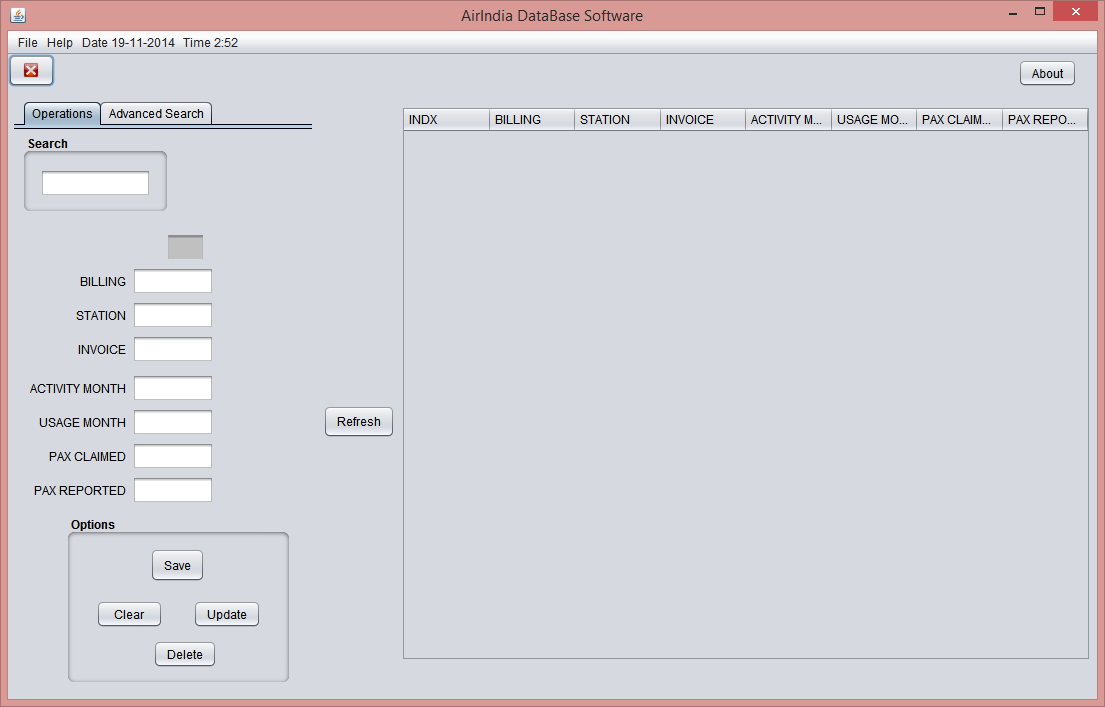 AirIndia DataBase Software
File Help Date 19-11-2014 Time 2:52
About
Operations Advanced Search
INDX BILLING STATION INVOICE ACTIVITY M... USAGE MO... PAX CLAIM... PAX REPO...
Search
BILLING
STATION
INVOICE
ACTIVITY MONTH
USAGE MONTH
Refresh
PAX CLAIMED
PAX REPORTED
Options
Save
Clear Update
Delete